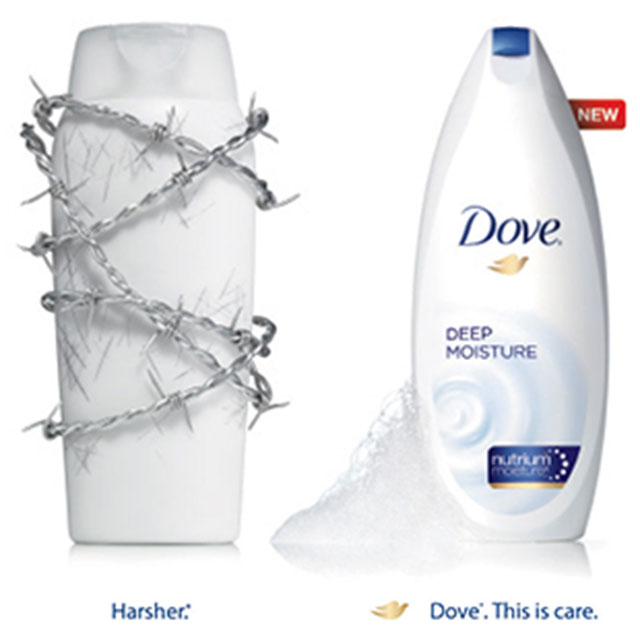 NEW
Dove®
DEEP
MOISTURE
nutrium
moisture®
Harsher.*
Dove®. This is care.